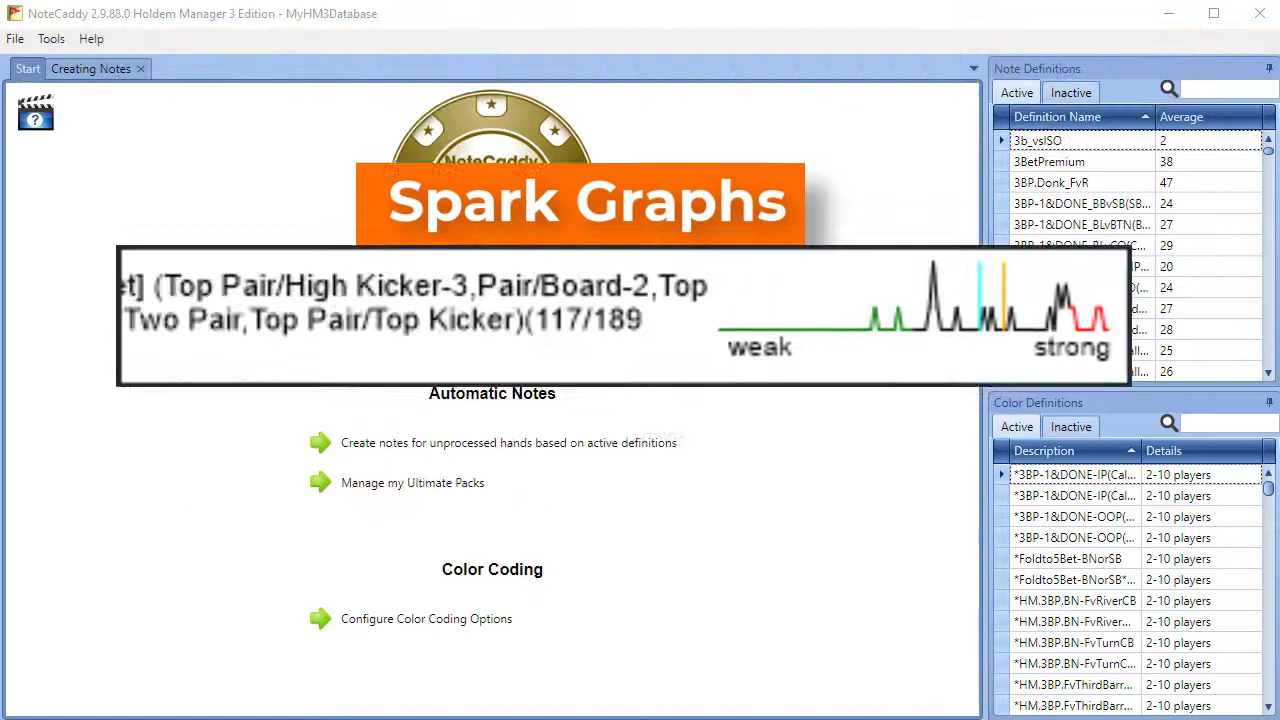 NoteCaddy 2.9.88.0 Holdem Manager 3 Edition - MyHM3Database
File Tools Help
Start Creating Notes
NoteCaddy
Spark Graphs
et] (Top Pair/High Kicker-3,Pair/Board-2,Top
Two Pair,Top Pair/Top Kicker)(117/189
weak strong
Automatic Notes
Create notes for unprocessed hands based on active definitions
Manage my Ultimate Packs
Color Coding
Configure Color Coding Options
Note Definitions
Active Inactive
Definition Name Average
3b_vsISO 2
3BetPremium 38
3BP.Donk_FvR 47
3BP-1&DONE_BBvSB(SB... 24
3BP-1&DONE_BLvBTN(B... 27
29
20
24
27
28
25
26
Color Definitions
Active Inactive
Description Details
*3BP-1&DONE-IP(Cal... 2-10 players
*3BP-1&DONE-IP(Cal... 2-10 players
*3BP-1&DONE-OOP(... 2-10 players
*3BP-1&DONE-OOP(... 2-10 players
*Foldto5Bet-BNorSB 2-10 players
*Foldto5Bet-BNorSB*... 2-10 players
*HM.3BP.BN-FvRiverCB 2-10 players
*HM.3BP.BN-FvRiver... 2-10 players
*HM.3BP.BN-FvTurnCB 2-10 players
*HM.3BP.BN-FvTurnC... 2-10 players
*HM.3BP.FvThirdBarr... 2-10 players
*HM.3BP.FvThirdBarr... 2-10 players